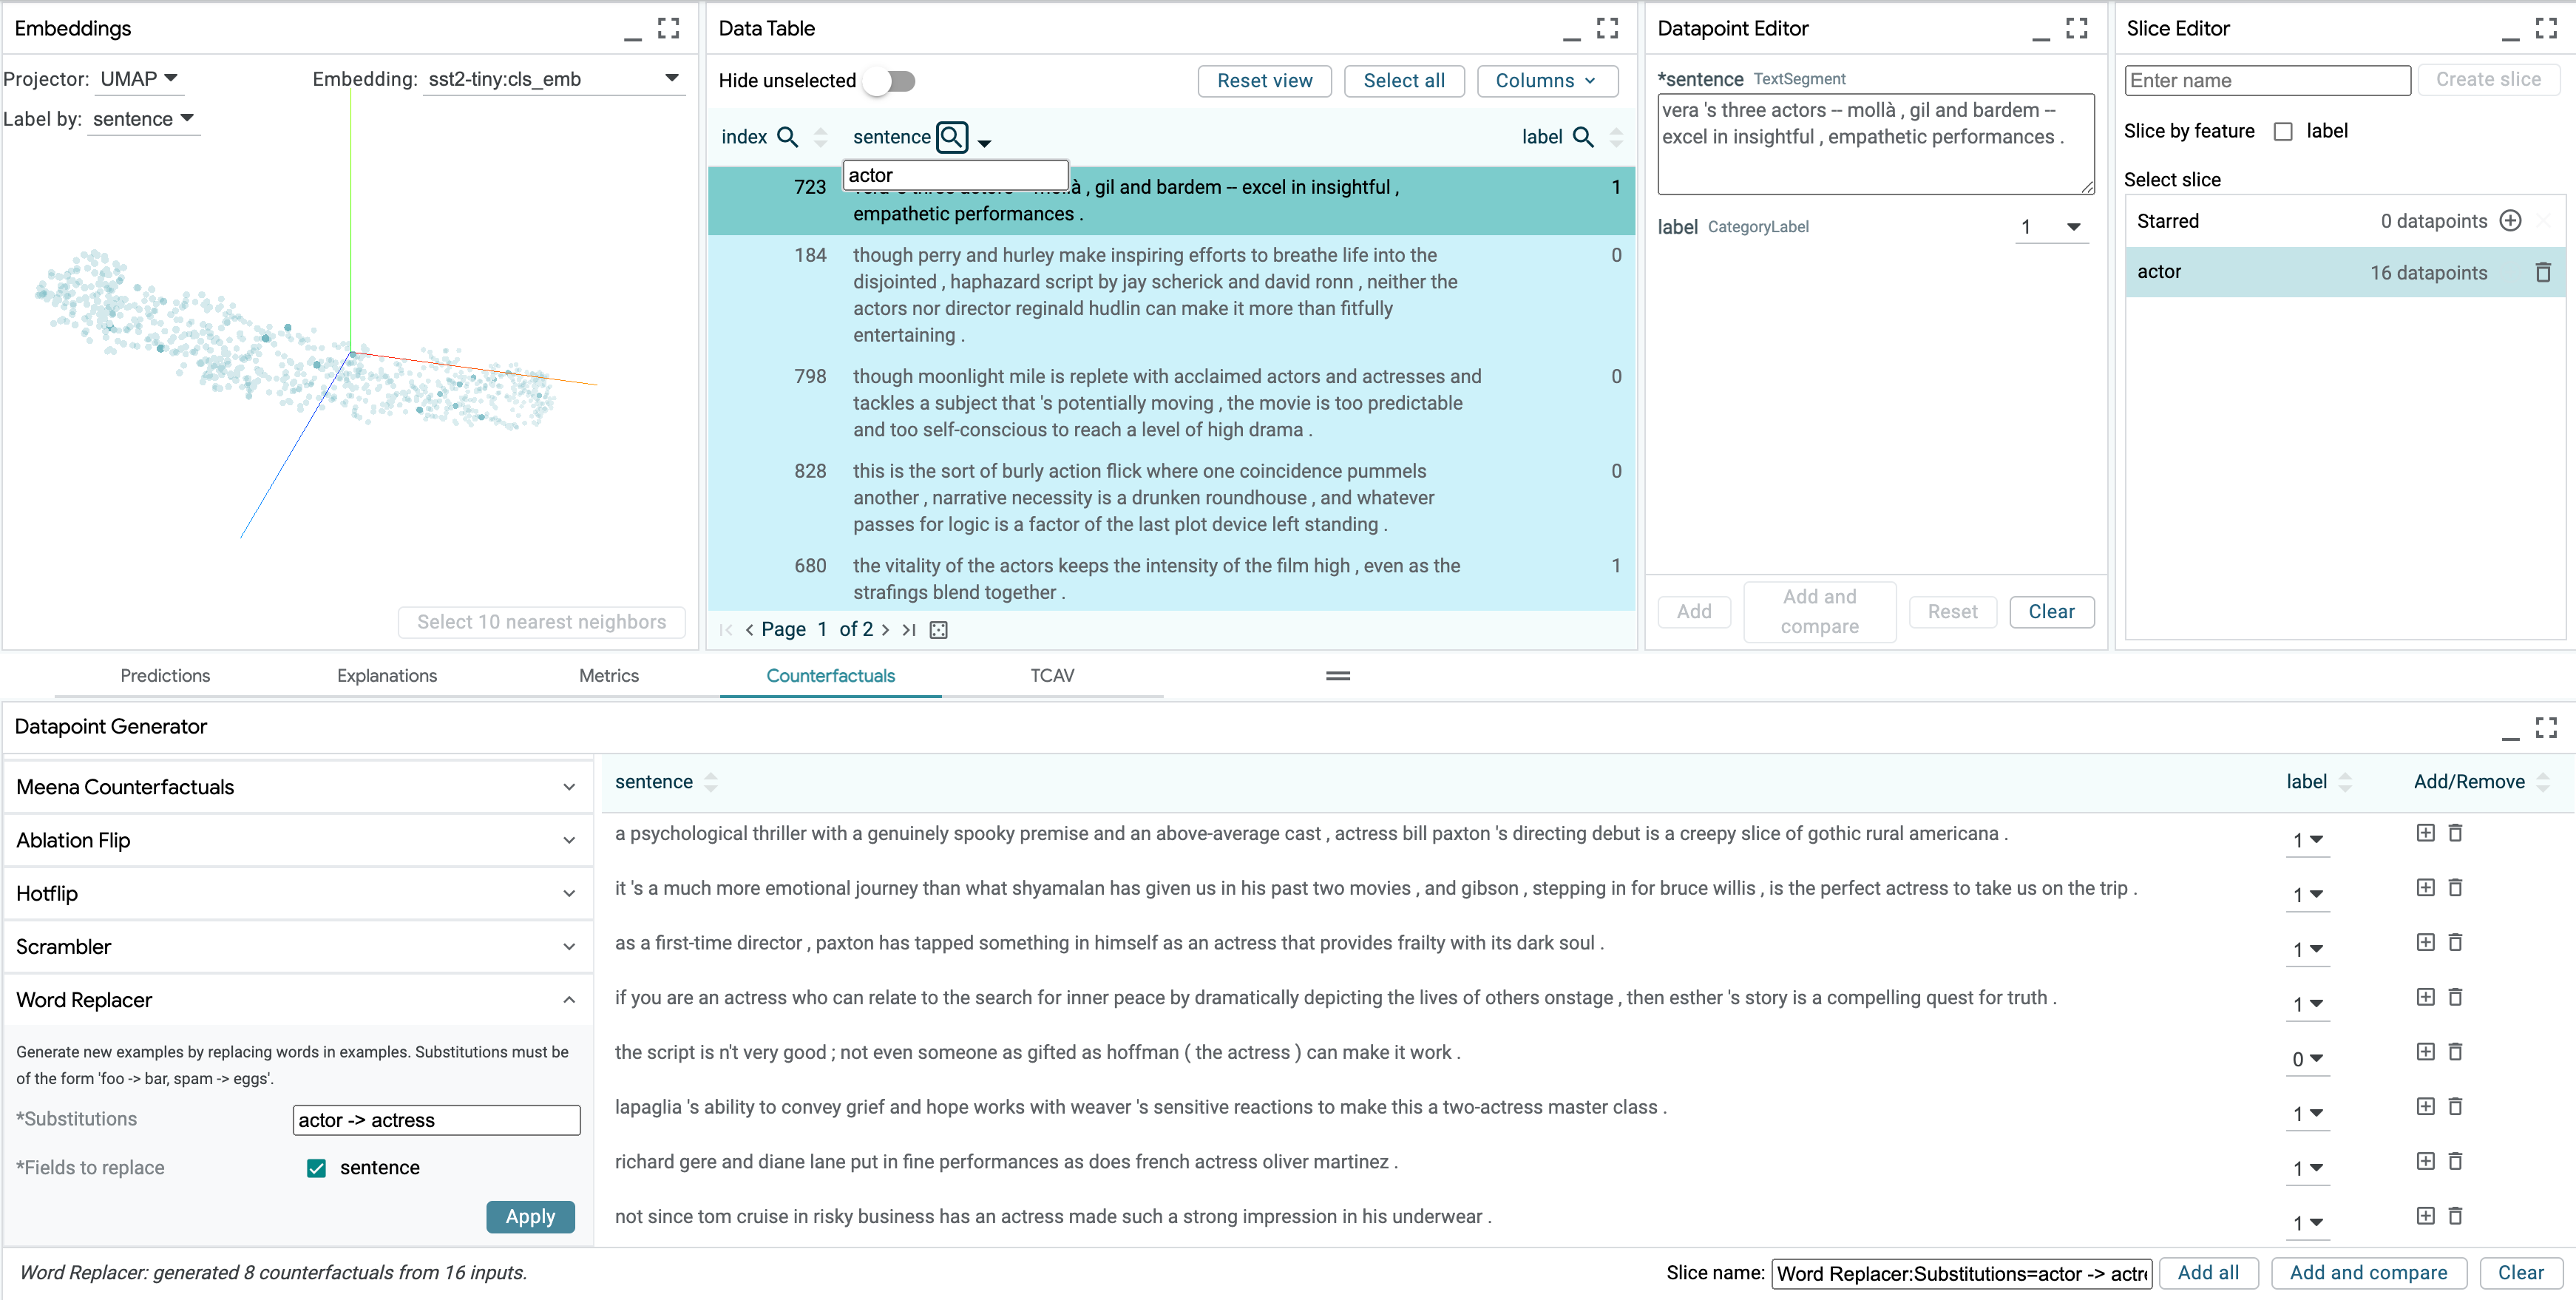 Embeddings
Projector: UMAP
Embedding: sst2-tiny:cls_emb
Label by: sentence
Select 10 nearest neighbors
Data Table
Hide unselected
Reset view
Select all
Columns
index
sentence
label
actor
723
, gil and bardem -- excel in insightful ,
1
empathetic performances .
184
though perry and hurley make inspiring efforts to breathe life into the
0
disjointed , haphazard script by jay scherick and david ronn , neither the
actors nor director reginald hudlin can make it more than fitfully
entertaining .
798
though moonlight mile is replete with acclaimed actors and actresses and
0
tackles a subject that 's potentially moving , the movie is too predictable
and too self-conscious to reach a level of high drama .
828
this is the sort of burly action flick where one coincidence pummels
0
another , narrative necessity is a drunken roundhouse , and whatever
passes for logic is a factor of the last plot device left standing .
680
the vitality of the actors keeps the intensity of the film high , even as the
1
strafings blend together .
Page 1 of 2
Datapoint Editor
*sentence TextSegment
vera 's three actors -- mollà , gil and bardem --
excel in insightful , empathetic performances .
label CategoryLabel
1
Add
Add and
compare
Reset
Clear
Slice Editor
Enter name
Create slice
Slice by feature
label
Select slice
Starred
0 datapoints
actor
16 datapoints
Predictions
Explanations
Metrics
Counterfactuals
TCAV
Datapoint Generator
Meena Counterfactuals
Ablation Flip
Hotflip
Scrambler
Word Replacer
Generate new examples by replacing words in examples. Substitutions must be
of the form 'foo -> bar, spam -> eggs'.
*Substitutions
actor -> actress
*Fields to replace
sentence
Apply
sentence
label
Add/Remove
a psychological thriller with a genuinely spooky premise and an above-average cast , actress bill paxton 's directing debut is a creepy slice of gothic rural americana .
1
it 's a much more emotional journey than what shyamalan has given us in his past two movies , and gibson , stepping in for bruce willis , is the perfect actress to take us on the trip .
1
as a first-time director , paxton has tapped something in himself as an actress that provides frailty with its dark soul .
1
if you are an actress who can relate to the search for inner peace by dramatically depicting the lives of others onstage , then esther 's story is a compelling quest for truth .
1
the script is n't very good ; not even someone as gifted as hoffman ( the actress ) can make it work .
0
lapaglia 's ability to convey grief and hope works with weaver 's sensitive reactions to make this a two-actress master class .
1
richard gere and diane lane put in fine performances as does french actress oliver martinez .
1
not since tom cruise in risky business has an actress made such a strong impression in his underwear .
1
Word Replacer: generated 8 counterfactuals from 16 inputs.
Slice name:
Word Replacer:Substitutions=actor -> actre
Add all
Add and compare
Clear